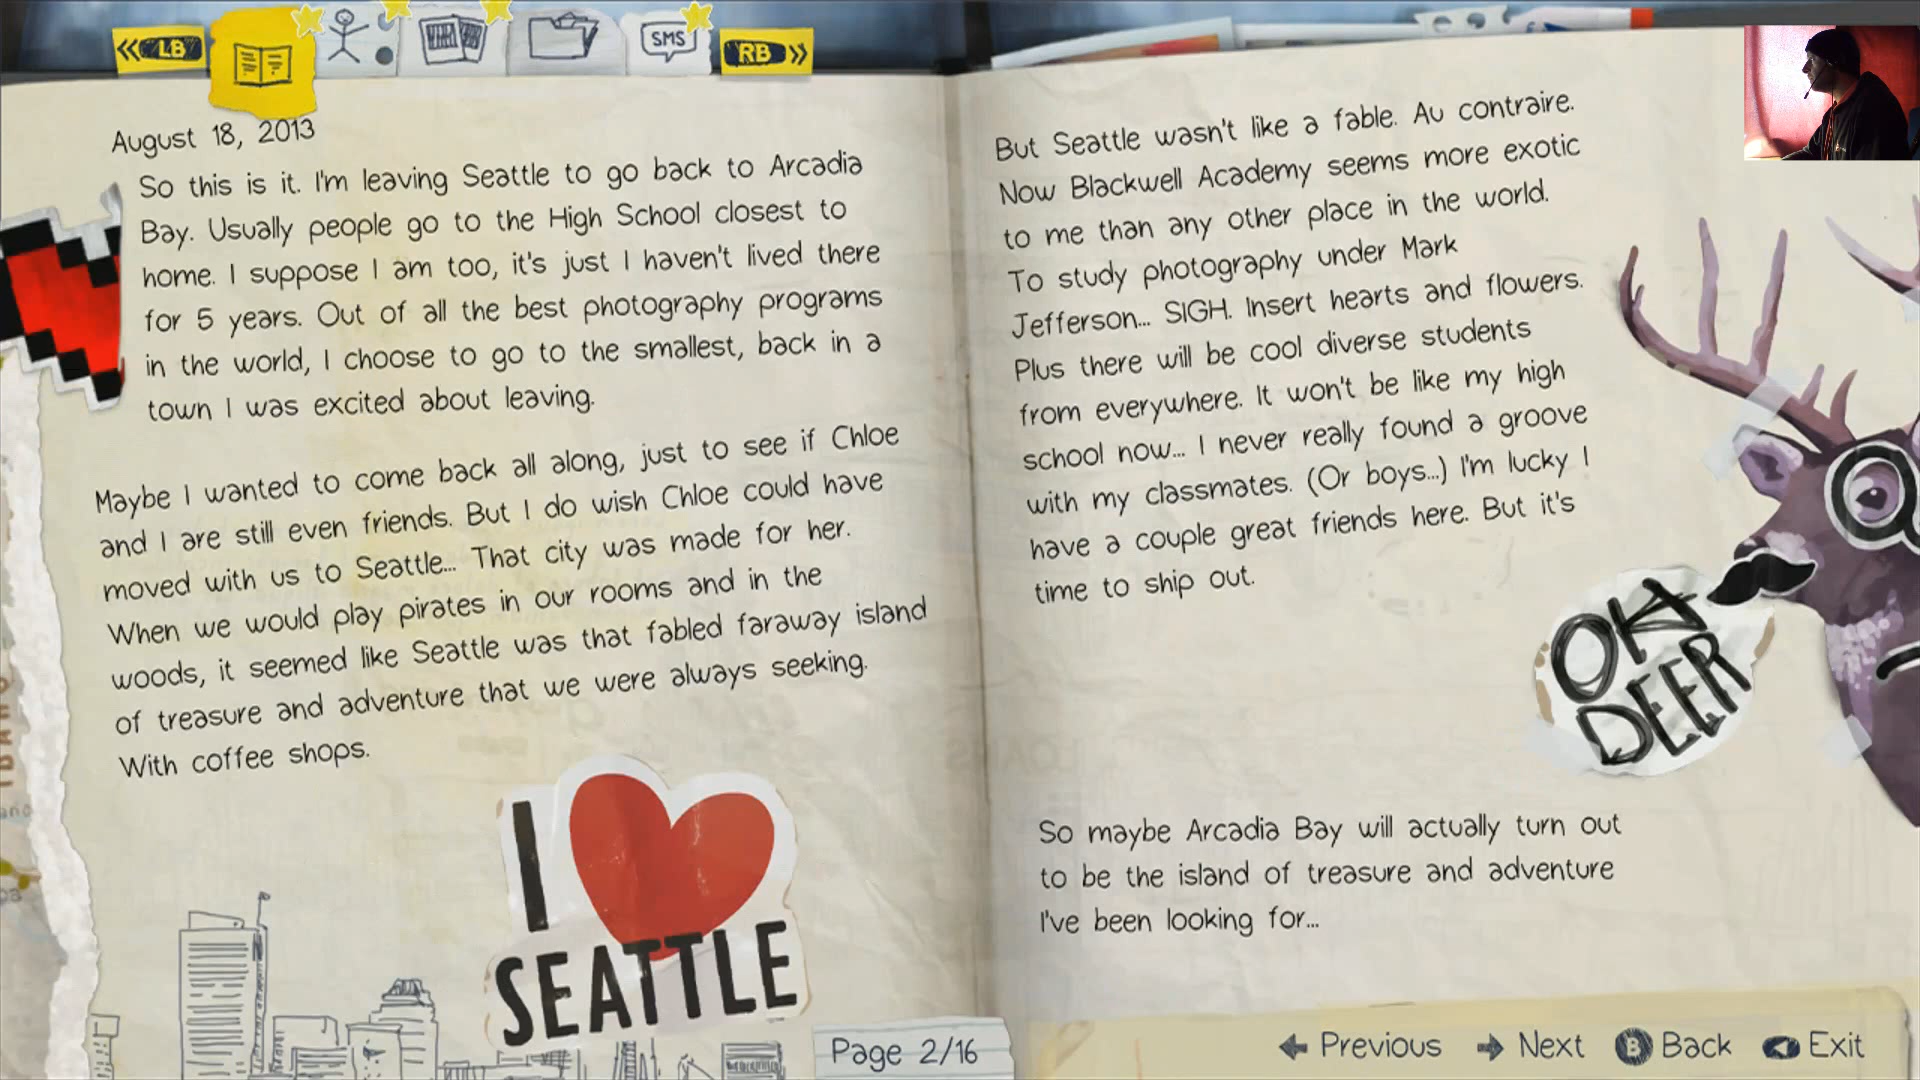 LB
SMS
RB
August 18, 2013
So this is it. I'm leaving Seattle to go back to Arcadia
Bay. Usually people go to the High School closest to
home. I suppose I am too, it's just I haven't lived there
for 5 years. Out of all the best photography programs
in the world, I choose to go to the smallest, back in a
town I was excited about leaving.
Maybe I wanted to come back all along, just to see if Chloe
and I are still even friends. But I do wish Chloe could have
moved with us to Seattle... That city was made for her.
When we would play pirates in our rooms and in the
woods, it seemed like Seattle was that fabled faraway island
of treasure and adventure that we were always seeking.
With coffee shops.
I
SEATTLE
But Seattle wasn't like a fable. Au contraire.
Now Blackwell Academy seems more exotic
to me than any other place in the world.
To study photography under Mark
Jefferson... SIGH. Insert hearts and flowers.
Plus there will be cool diverse students
from everywhere. It won't be like my high
school now... I never really found a groove
with my classmates. (Or boys...) I'm lucky I
have a couple great friends here. But it's
time to ship out.
OH
DEER
So maybe Arcadia Bay will actually turn out
to be the island of treasure and adventure
I've been looking for...
Page 2/16
Previous
Next
B Back
Exit